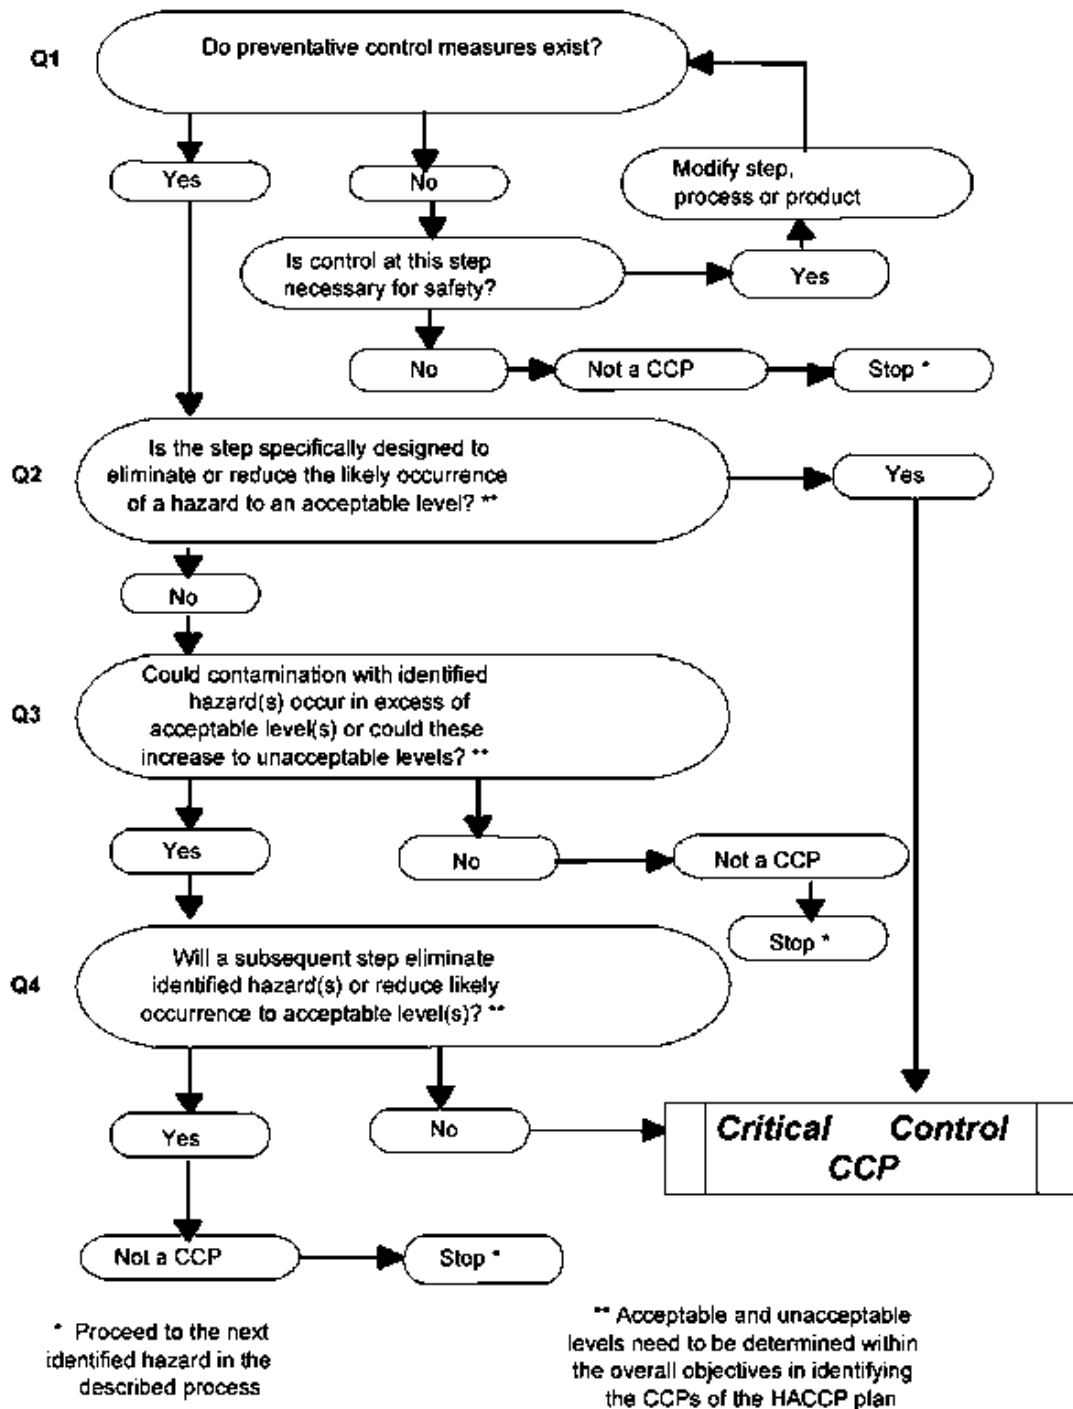 Q1
Do preventative control measures exist?
Yes
No
Modify step,
process or product
Is control at this step
necessary for safety?
Yes
No
Not a CCP
Stop *
Q2
Is the step specifically designed to
eliminate or reduce the likely occurrence
of a hazard to an acceptable level? **
Yes
No
Q3
Could contamination with identified
hazard(s) occur in excess of
acceptable level(s) or could these
increase to unacceptable levels? **
Yes
No
Not a CCP
Stop *
Q4
Will a subsequent step eliminate
identified hazard(s) or reduce likely
occurrence to acceptable level(s)? **
Yes
No
Critical Control
CCP
Not a CCP
Stop *
* Proceed to the next
identified hazard in the
described process
** Acceptable and unacceptable
levels need to be determined within
the overall objectives in identifying
the CCPs of the HACCP plan